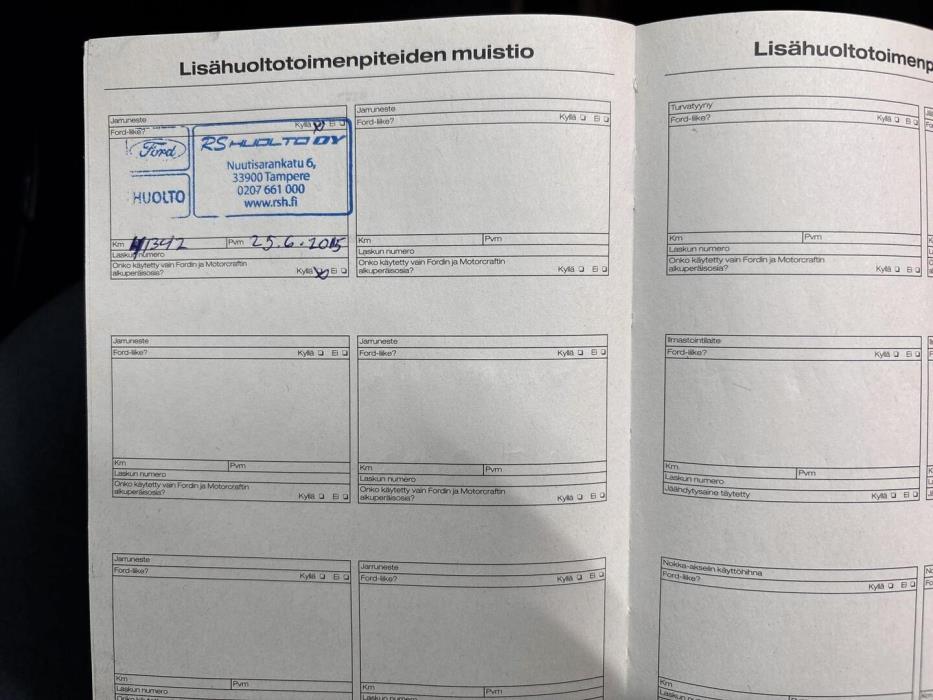 Lisähuoltotoimenpiteiden muistio
Jarruneste
Ford-liike? Kyllä Ei
Ford
HUOLTO
RS HUOLTO OY
Nuutisarankatu 6,
33900 Tampere
0207 661 000
www.rsh.fi
Km 41342 Pvm 25.6.2015
Laskun numero
Onko käytetty vain Fordin ja Motorcraftin
alkuperäisosia? Kyllä Ei
Jarruneste
Ford-liike? Kyllä Ei
Km Pvm
Laskun numero
Onko käytetty vain Fordin ja Motorcraftin
alkuperäisosia? Kyllä Ei
Jarruneste
Ford-liike? Kyllä Ei
Km Pvm
Laskun numero
Onko käytetty vain Fordin ja Motorcraftin
alkuperäisosia? Kyllä Ei
Jarruneste
Ford-liike? Kyllä Ei
Km Pvm
Laskun numero
Onko käytetty vain Fordin ja Motorcraftin
alkuperäisosia? Kyllä Ei
Jarruneste
Ford-liike? Kyllä Ei
Km Pvm
Laskun numero
Jarruneste
Ford-liike? Kyllä Ei
Km Pvm
Laskun numero
Lisähuoltotoimenp
Turvatyyny
Ford-liike? Kyllä Ei
Km Pvm
Laskun numero
Onko käytetty vain Fordin ja Motorcraftin
alkuperäisosia? Kyllä Ei
Ilmastointilaite
Ford-liike? Kyllä Ei
Km Pvm
Laskun numero
Jäähdytysaine täytetty Kyllä Ei
Nokka-akselin käyttöhihna
Ford-liike? Kyllä Ei
Km Pvm
Laskun numero